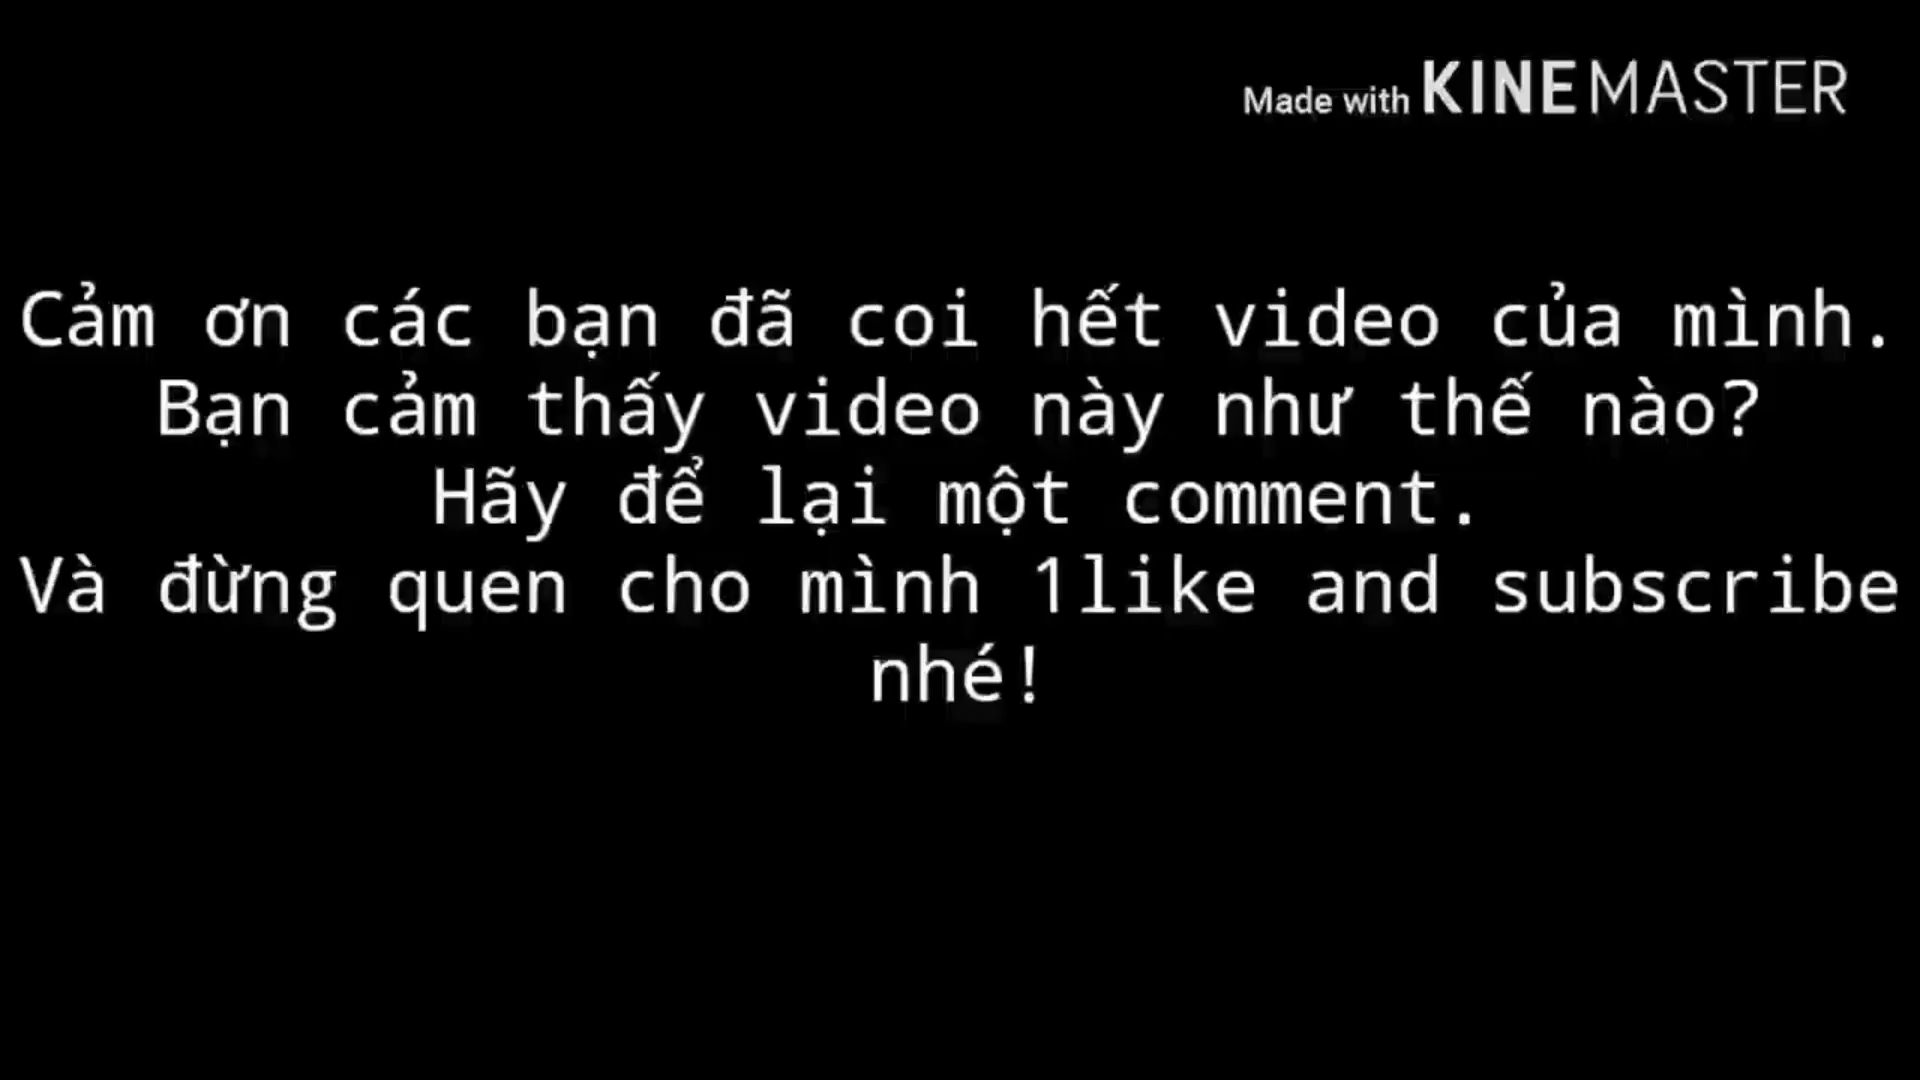 Made with KINEMASTER
Cảm ơn các bạn đã coi hết video của mình.
Bạn cảm thấy video này như thế nào?
Hãy để lại một comment.
Và đừng quen cho mình 1like and subscribe
nhé!